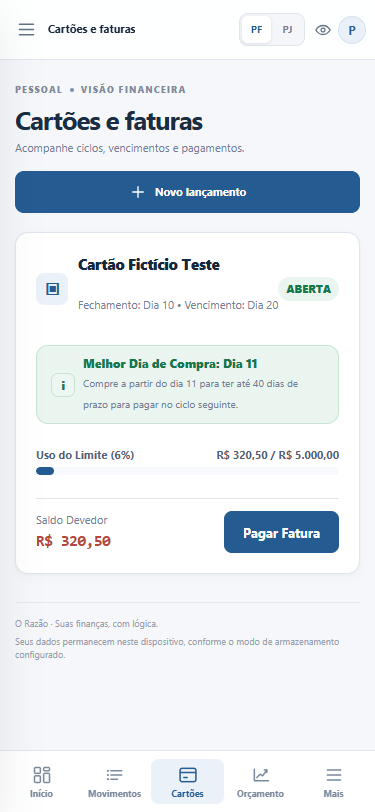 Cartões e faturas
PF PJ
P
PESSOAL • VISÃO FINANCEIRA
Cartões e faturas
Acompanhe ciclos, vencimentos e pagamentos.
+ Novo lançamento
Cartão Fictício Teste
Fechamento: Dia 10 • Vencimento: Dia 20
ABERTA
i
Melhor Dia de Compra: Dia 11
Compre a partir do dia 11 para ter até 40 dias de
prazo para pagar no ciclo seguinte.
Uso do Limite (6%) R$ 320,50 / R$ 5.000,00
Saldo Devedor
R$ 320,50
Pagar Fatura
O Razão · Suas finanças, com lógica.
Seus dados permanecem neste dispositivo, conforme o modo de armazenamento
configurado.
Início Movimentos Cartões Orçamento Mais